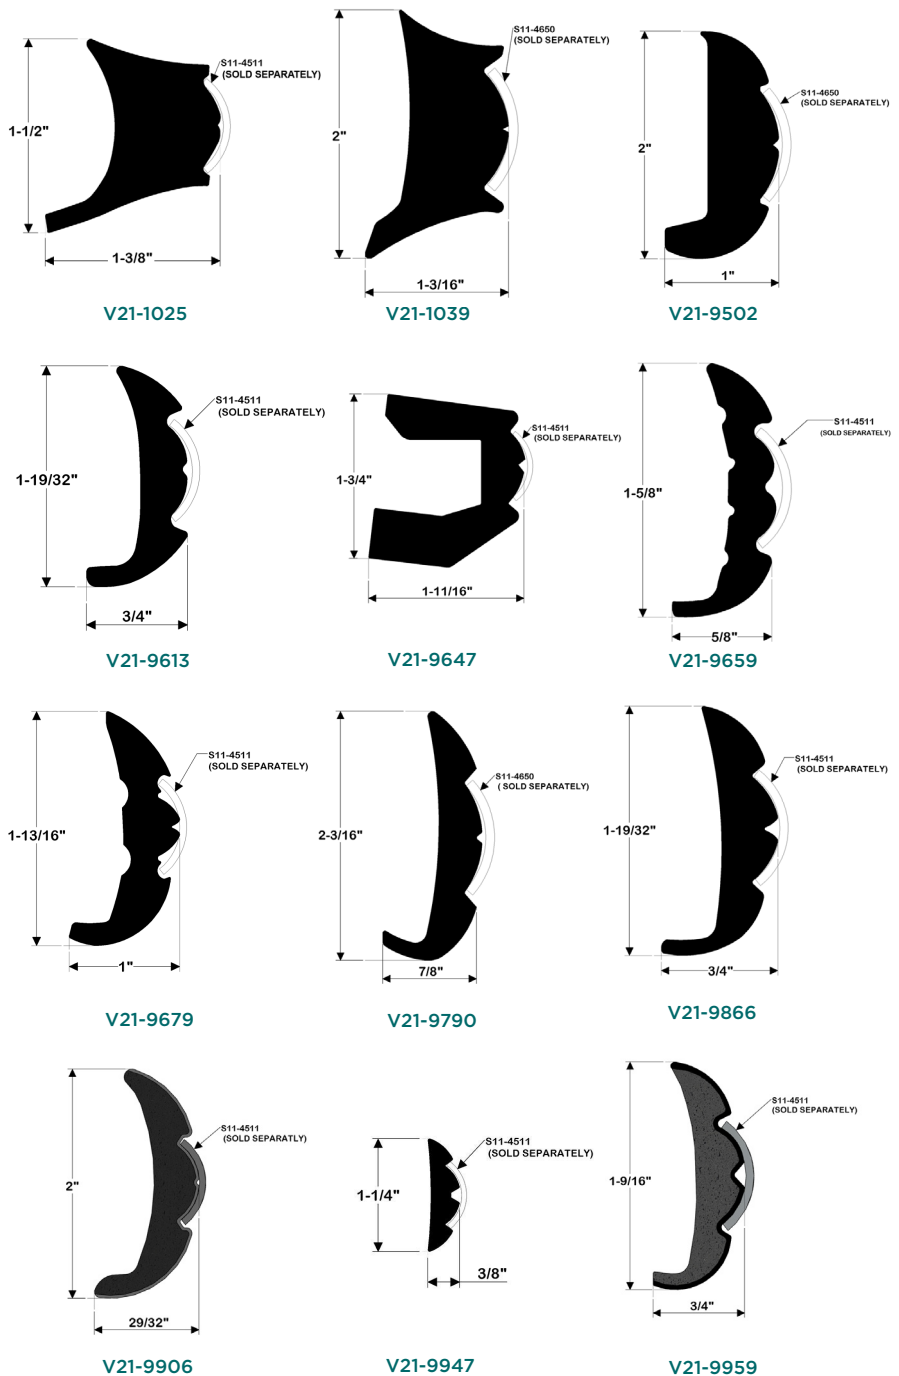 S11-4511
(SOLD SEPARATELY)
1-1/2"
1-3/8"
V21-1025
S11-4650
(SOLD SEPARATELY)
2"
1-3/16"
V21-1039
S11-4650
(SOLD SEPARATELY)
2"
1"
V21-9502
S11-4511
(SOLD SEPARATELY)
1-19/32"
3/4"
V21-9613
S11-4511
(SOLD SEPARATELY)
1-3/4"
1-11/16"
V21-9647
S11-4511
(SOLD SEPARATELY)
1-5/8"
5/8"
V21-9659
S11-4511
(SOLD SEPARATELY)
1-13/16"
1"
V21-9679
S11-4650
( SOLD SEPARATELY)
2-3/16"
7/8"
V21-9790
S11-4511
(SOLD SEPARATELY)
1-19/32"
3/4"
V21-9866
S11-4511
(SOLD SEPARATLY)
2"
29/32"
V21-9906
S11-4511
(SOLD SEPARATELY)
1-1/4"
3/8"
V21-9947
S11-4511
(SOLD SEPARATELY)
1-9/16"
3/4"
V21-9959